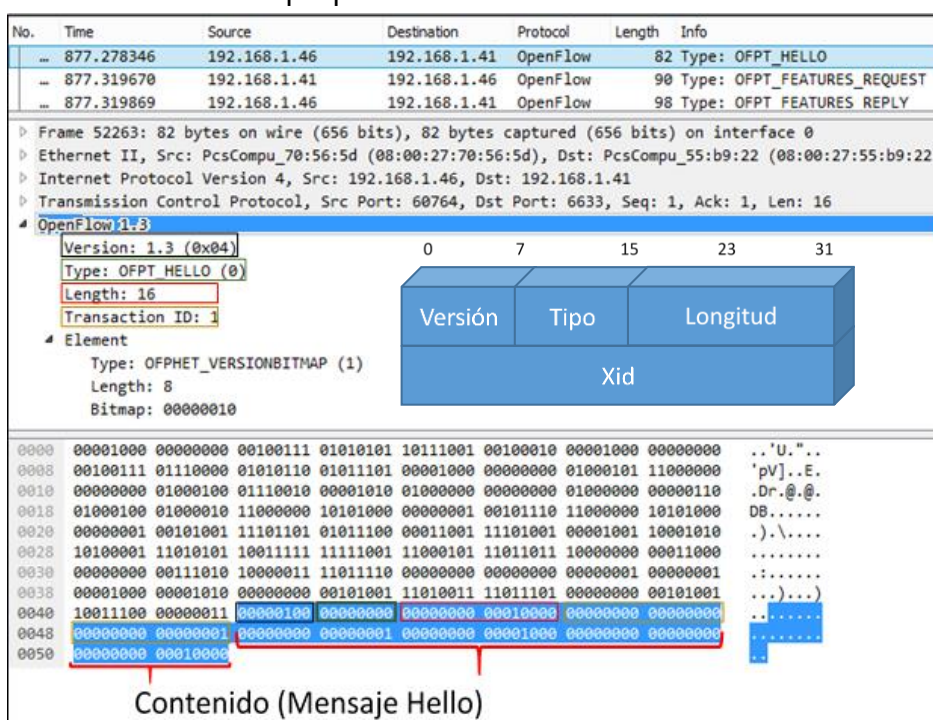 No. Time Source Destination Protocol Length Info
... 877.278346 192.168.1.46 192.168.1.41 OpenFlow 82 Type: OFPT_HELLO
... 877.319670 192.168.1.41 192.168.1.46 OpenFlow 90 Type: OFPT_FEATURES_REQUEST
... 877.319869 192.168.1.46 192.168.1.41 OpenFlow 98 Type: OFPT_FEATURES_REPLY
Frame 52263: 82 bytes on wire (656 bits), 82 bytes captured (656 bits) on interface 0
Ethernet II, Src: PcsCompu_70:56:5d (08:00:27:70:56:5d), Dst: PcsCompu_55:b9:22 (08:00:27:55:b9:22
Internet Protocol Version 4, Src: 192.168.1.46, Dst: 192.168.1.41
Transmission Control Protocol, Src Port: 60764, Dst Port: 6633, Seq: 1, Ack: 1, Len: 16
OpenFlow 1.3
Version: 1.3 (0x04)
Type: OFPT_HELLO (0)
Length: 16
Transaction ID: 1
Element
Type: OFPHET_VERSIONBITMAP (1)
Length: 8
Bitmap: 00000010
0 7 15 23 31
Versión Tipo Longitud
Xid
0000 00001000 00000000 00100111 01010101 10111001 00100010 00001000 00000000 ..'U."..
0008 00100111 01110000 01010110 01011101 00001000 00000000 01000101 11000000 'pV]..E.
0010 00000000 01000100 01110010 00001010 01000000 00000000 01000000 00000110 .Dr.@.@.
0018 01000100 01000010 11000000 10101000 00000001 00101110 11000000 10101000 DB......
0020 00000001 00101001 11101101 01011100 00011001 11101001 00001001 10001010 .).\....
0028 10100001 11010101 10011111 11111001 11000101 11011011 10000000 00011000 ........
0030 00000000 00111010 10000011 11011110 00000000 00000000 00000001 00000001 .:......
0038 00001000 00001010 00000000 00101001 11010011 11011101 00000000 00101001 ...)...)
0040 10011100 00000011 00000100 00000000 00000000 00010000 00000000 00000000 ........
0048 00000000 00000001 00000000 00000001 00000000 00001000 00000000 00000000 ........
0050 00000000 00010000 ..
Contenido (Mensaje Hello)